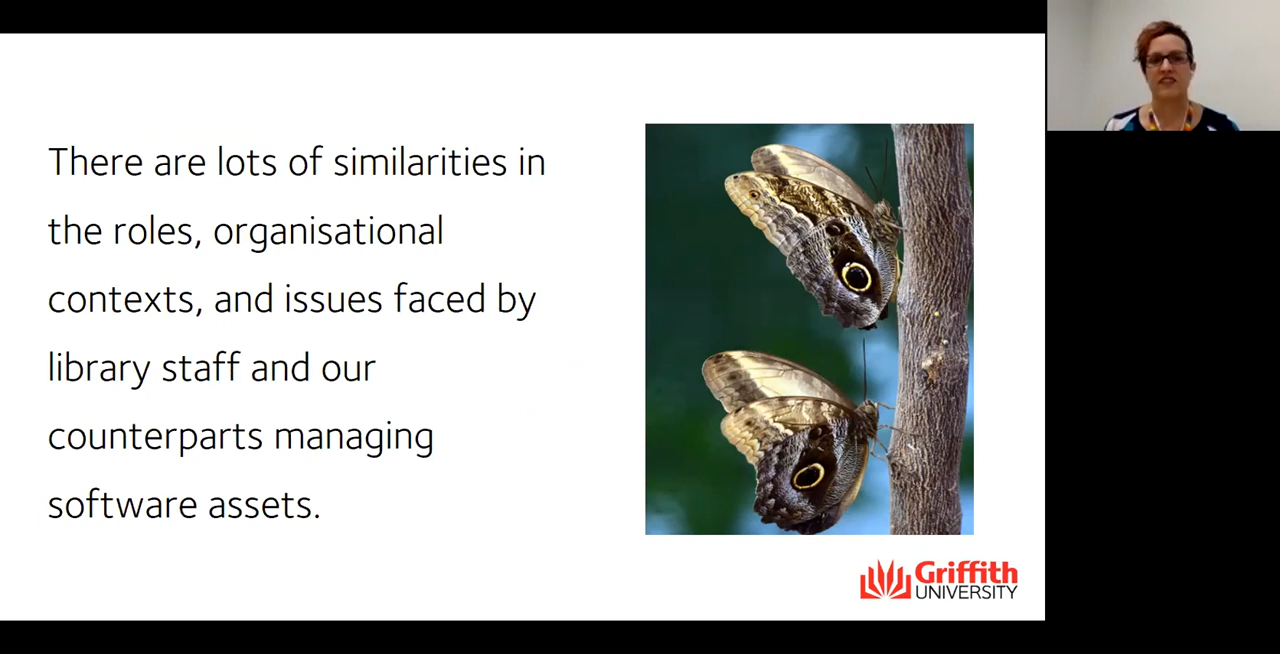 There are lots of similarities in
the roles, organisational
contexts, and issues faced by
library staff and our
counterparts managing
software assets.
Griffith
UNIVERSITY